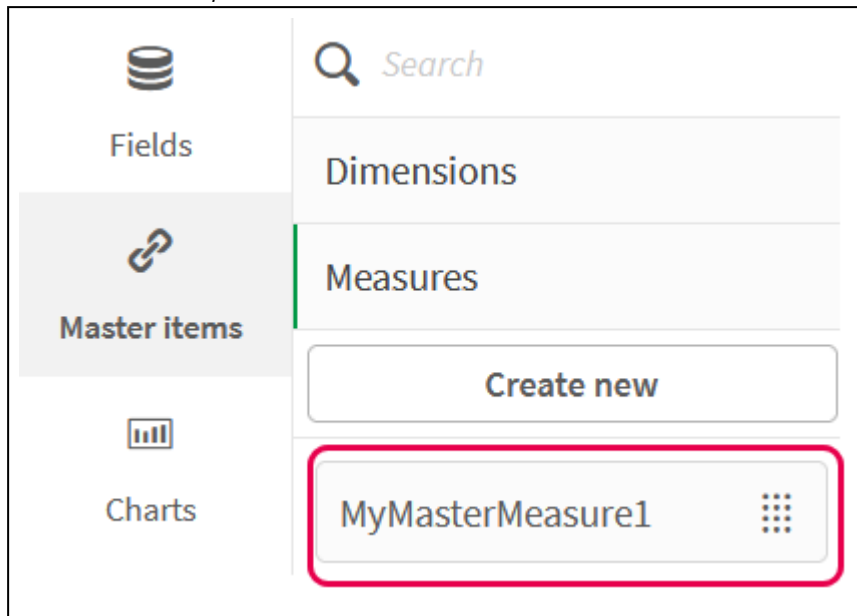 Search
Fields
Dimensions
Measures
Master items
Create new
Charts
MyMasterMeasure1